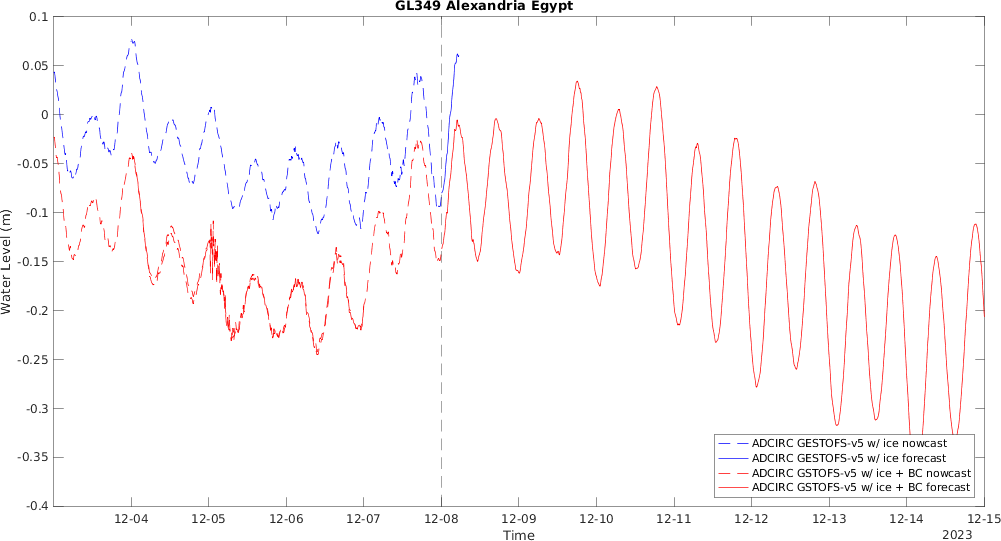 GL349 Alexandria Egypt
0.1
0.05
0
-0.05
-0.1
-0.15
-0.2
-0.25
-0.3
-0.35
-0.4
Water Level (m)
ADCIRC GESTOFS-v5 w/ ice nowcast
ADCIRC GESTOFS-v5 w/ ice forecast
ADCIRC GSTOFS-v5 w/ ice + BC nowcast
ADCIRC GSTOFS-v5 w/ ice + BC forecast
12-04 12-05 12-06 12-07 12-08 12-09 12-10 12-11 12-12 12-13 12-14 12-15
Time
2023